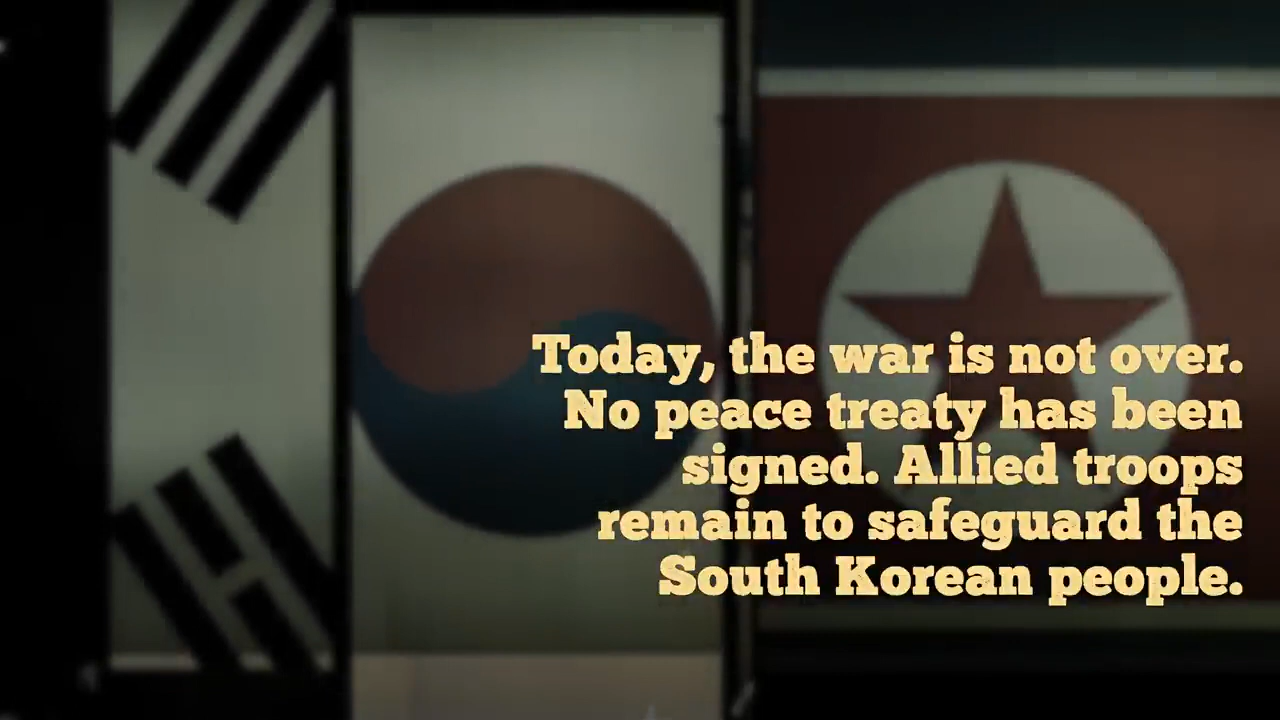 Today, the war is not over.
No peace treaty has been
signed. Allied troops
remain to safeguard the
South Korean people.